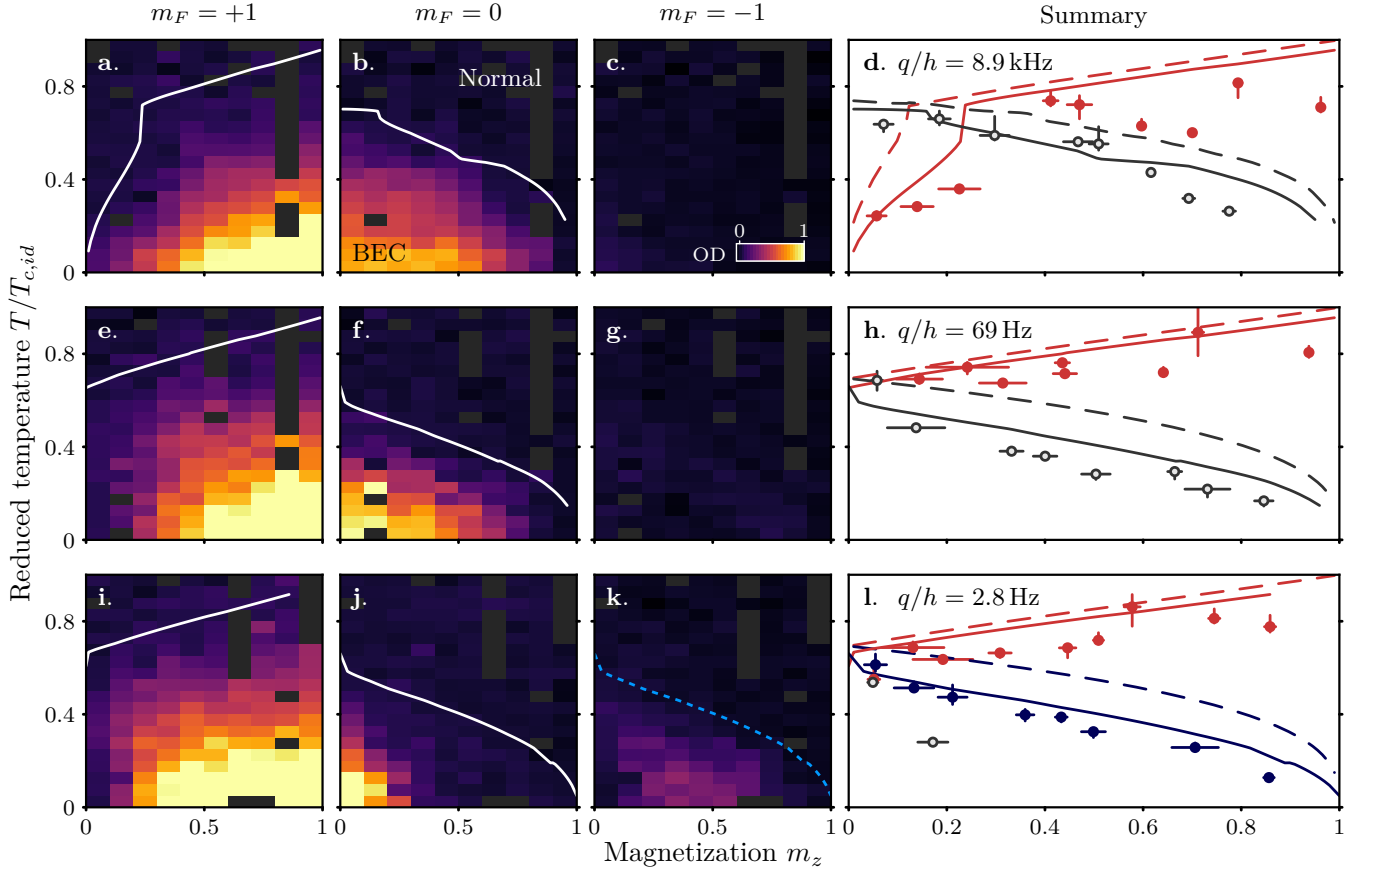 m_F = +1
m_F = 0
m_F = −1
Summary
a.
b.
Normal
BEC
c.
0 1
OD
d. q/h = 8.9 kHz
0.8
0.4
0
e.
f.
g.
h. q/h = 69 Hz
0.8
0.4
0
i.
j.
k.
l. q/h = 2.8 Hz
0.8
0.4
0
0 0.5 1 0 0.5 1 0 0.5 1 0 0.2 0.4 0.6 0.8 1
Reduced temperature T/T_{c,id}
Magnetization m_z